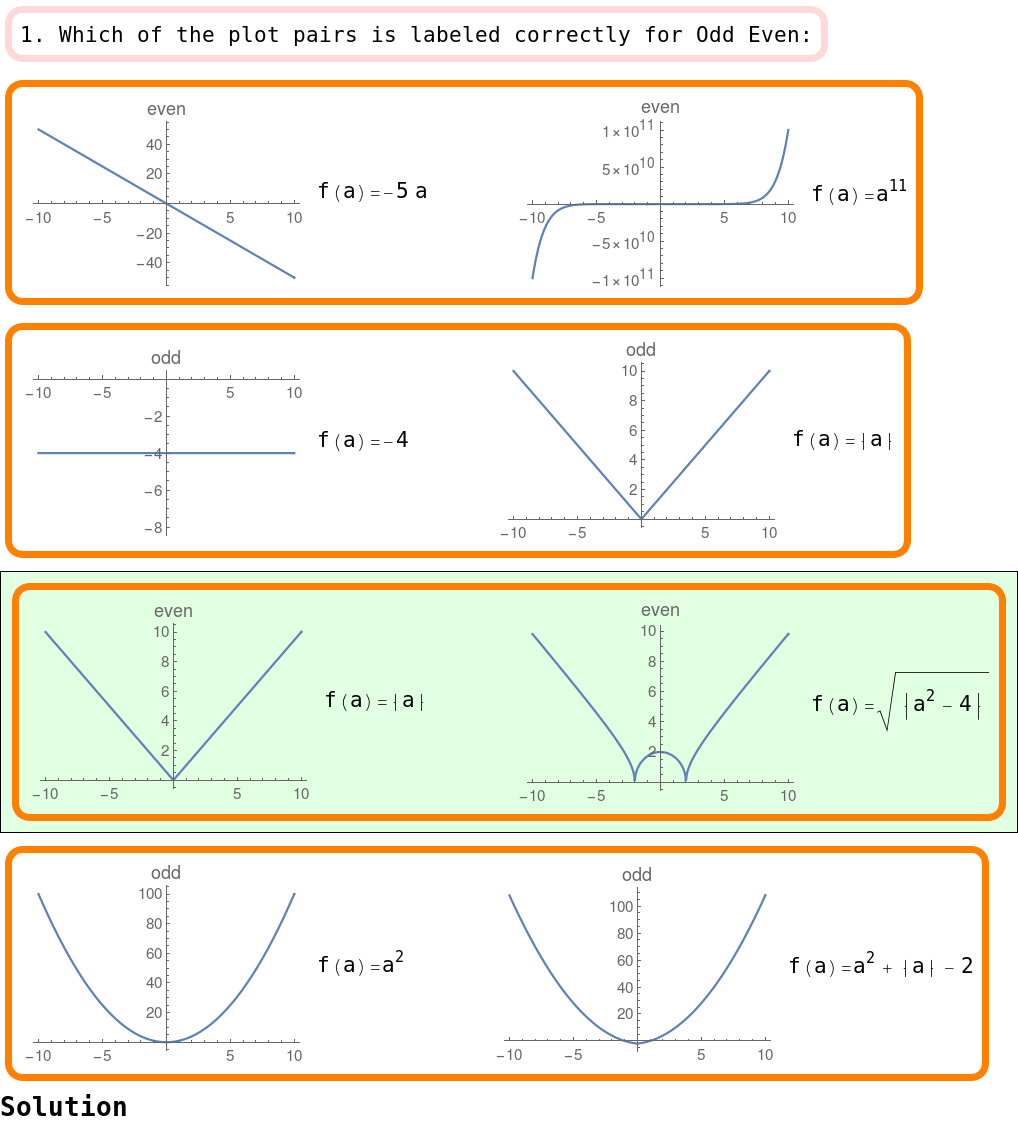 1. Which of the plot pairs is labeled correctly for Odd Even:
even
40
20
−10 −5 5 10
−20
−40
f(a)=−5 a
even
1×10^11
5×10^10
−10 −5 5 10
−5×10^10
−1×10^11
f(a)=a^11
odd
−10 −5 5 10
−2
−4
−6
−8
f(a)=−4
odd
10
8
6
4
2
−10 −5 5 10
f(a)=|a|
even
10
8
6
4
2
−10 −5 5 10
f(a)=|a|
even
10
8
6
4
2
−10 −5 5 10
f(a)=√|a^2 − 4|
odd
100
80
60
40
20
−10 −5 5 10
f(a)=a^2
odd
100
80
60
40
20
−10 −5 5 10
f(a)=a^2 + |a| − 2
Solution